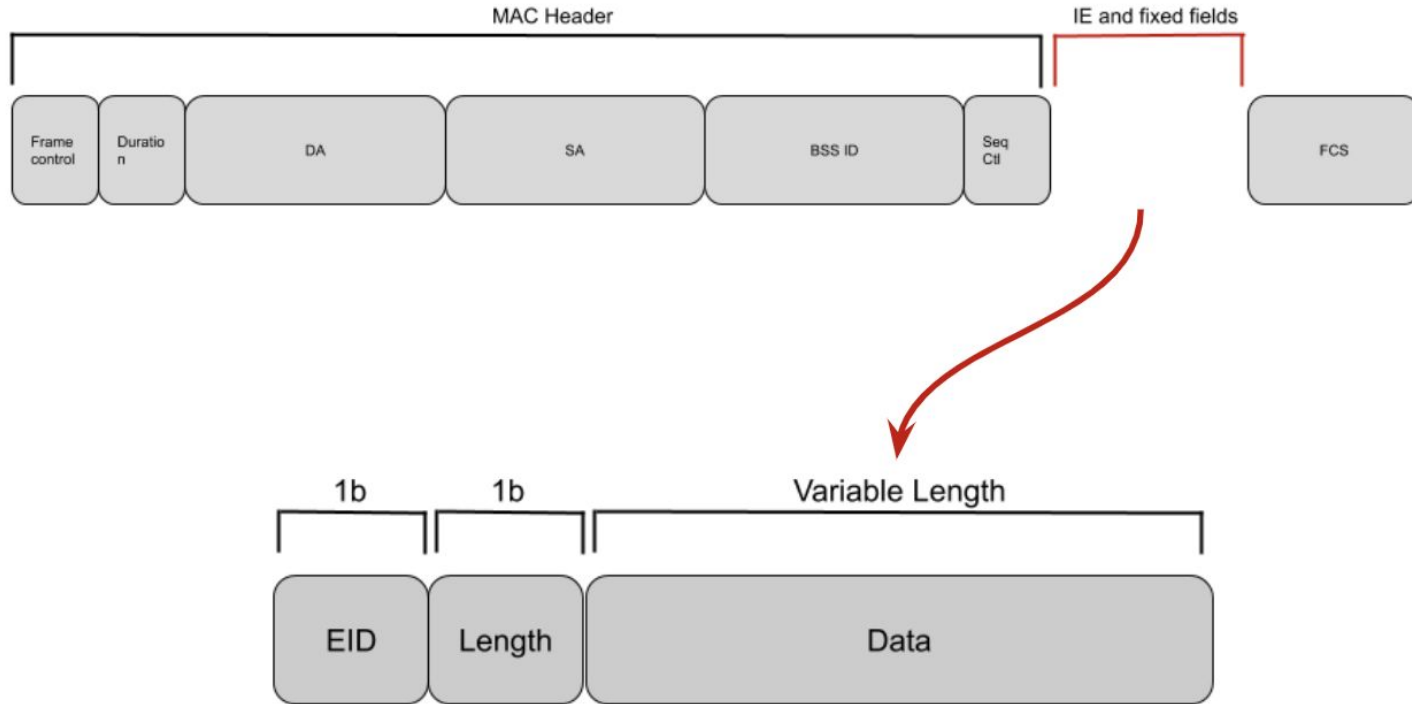 MAC Header
IE and fixed fields
Frame
control
Duratio
n
DA
SA
BSS ID
Seq
Ctl
FCS
1b
1b
Variable Length
EID
Length
Data